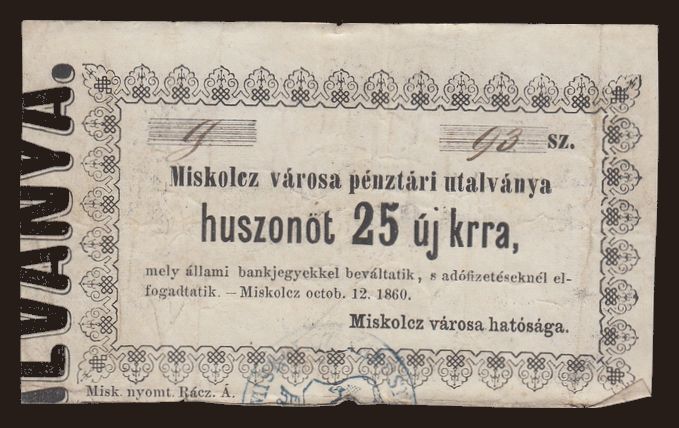 LVÁNYA.
9
93 SZ.
Miskolcz városa pénztári utalványa
huszonöt 25 új krra,
mely állami bankjegyekkel beváltatik, s adófizetéseknél el-
fogadtatik. — Miskolcz octob. 12. 1860.
Miskolcz városa hatósága.
Misk. nyomt. Rácz. Á.